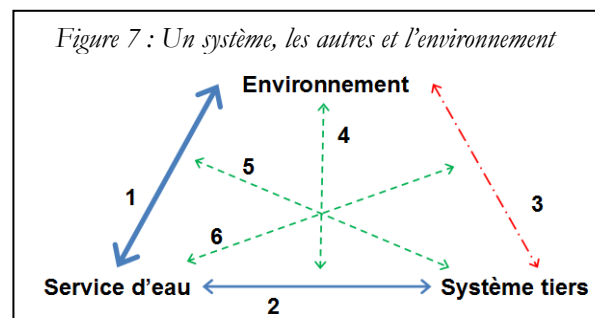 Figure 7 : Un système, les autres et l'environnement
Environnement
4
5
1
3
6
Service d'eau
Système tiers
2